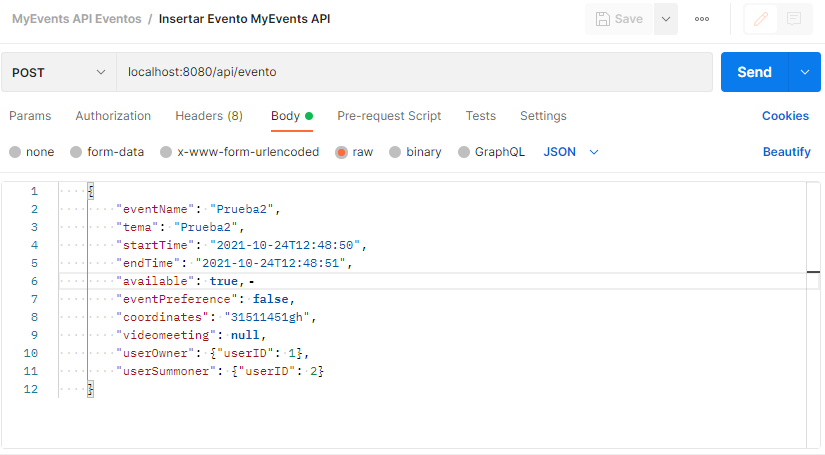 MyEvents API Eventos / Insertar Evento MyEvents API
Save
POST localhost:8080/api/evento Send
Params Authorization Headers (8) Body Pre-request Script Tests Settings Cookies
none form-data x-www-form-urlencoded raw binary GraphQL JSON Beautify
1 {
2 "eventName": "Prueba2",
3 "tema": "Prueba2",
4 "startTime": "2021-10-24T12:48:50",
5 "endTime": "2021-10-24T12:48:51",
6 "available": true,
7 "eventPreference": false,
8 "coordinates": "31511451gh",
9 "videomeeting": null,
10 "userOwner": {"userID": 1},
11 "userSummoner": {"userID": 2}
12 }